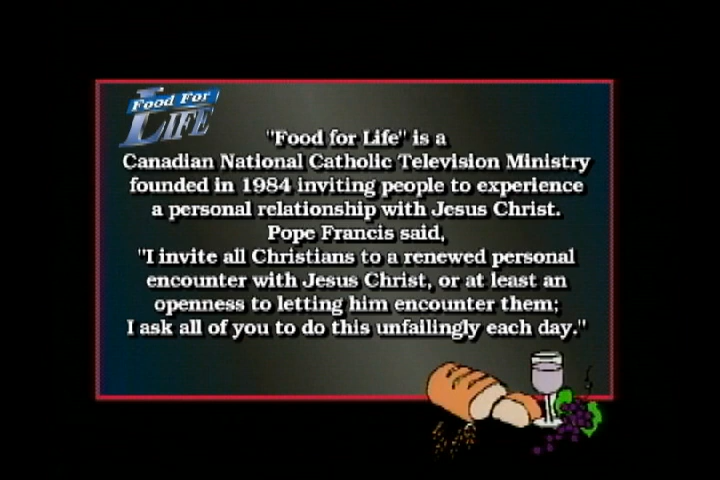 Food For
LIFE
"Food for Life" is a
Canadian National Catholic Television Ministry
founded in 1984 inviting people to experience
a personal relationship with Jesus Christ.
Pope Francis said,
"I invite all Christians to a renewed personal
encounter with Jesus Christ, or at least an
openness to letting him encounter them;
I ask all of you to do this unfailingly each day."